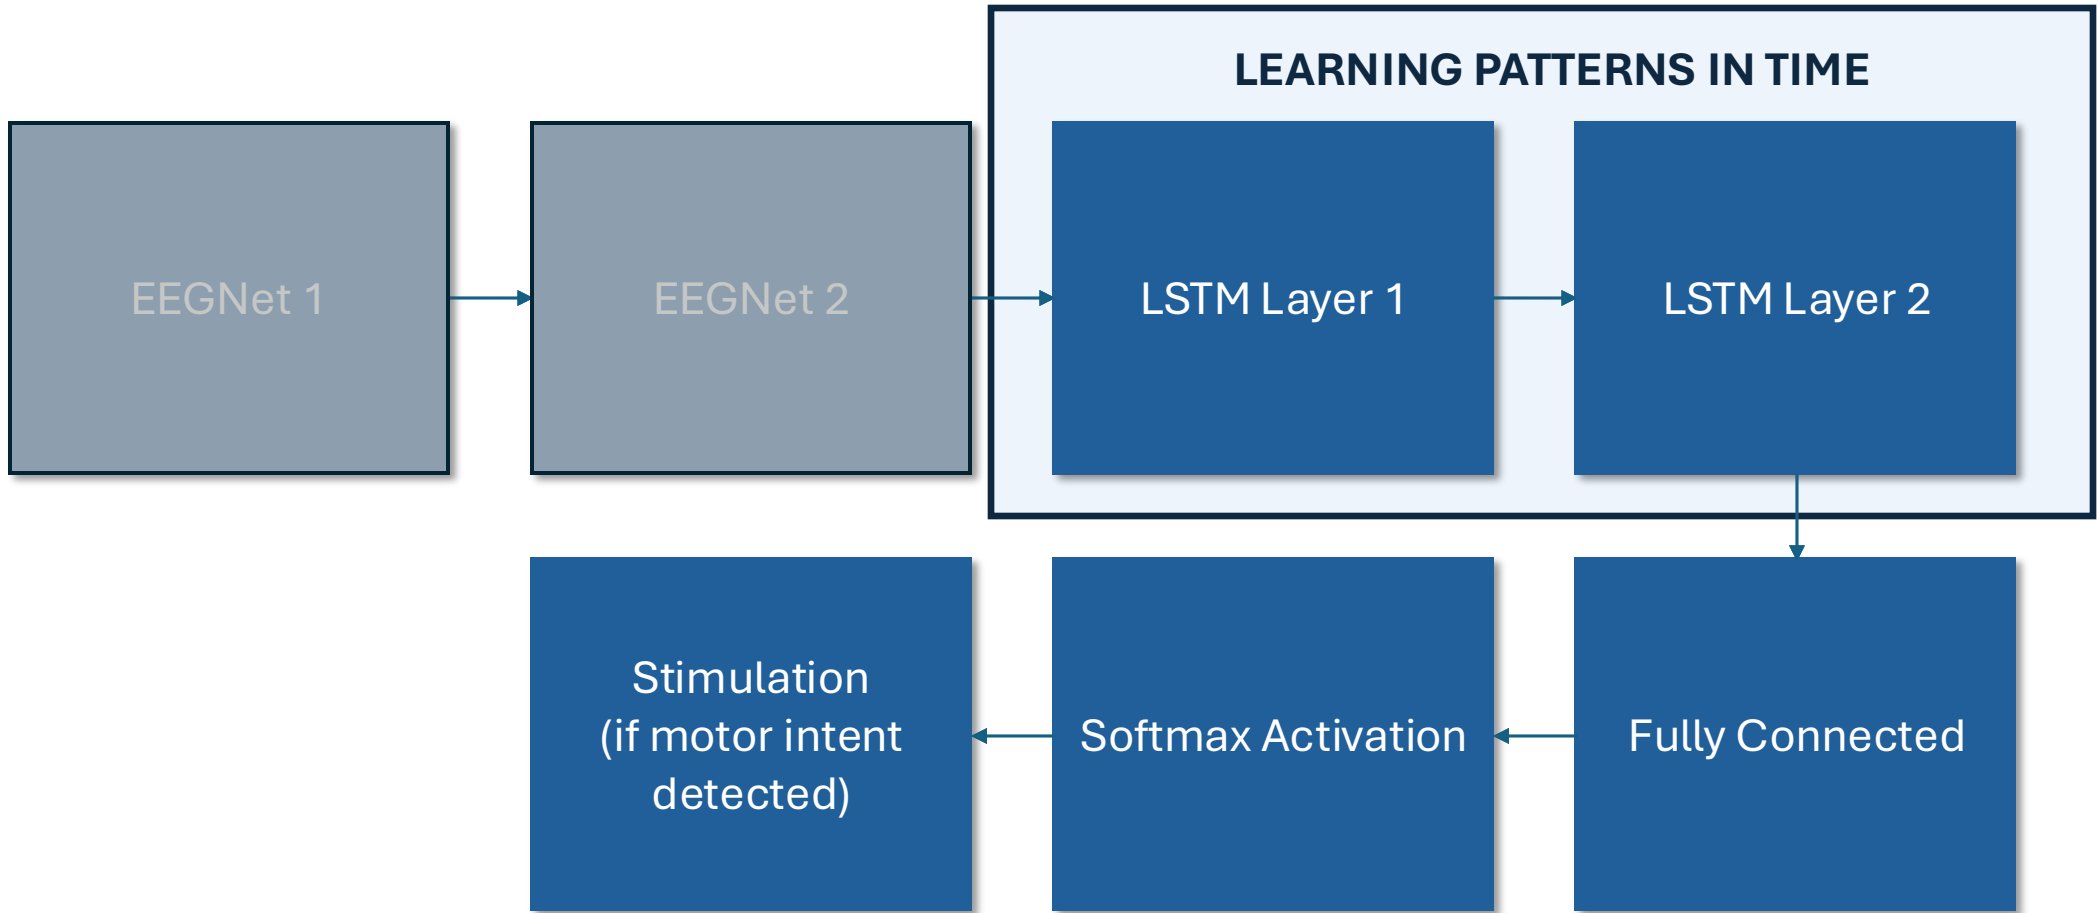 LEARNING PATTERNS IN TIME
EEGNet 1
EEGNet 2
LSTM Layer 1
LSTM Layer 2
Stimulation
(if motor intent
detected)
Softmax Activation
Fully Connected